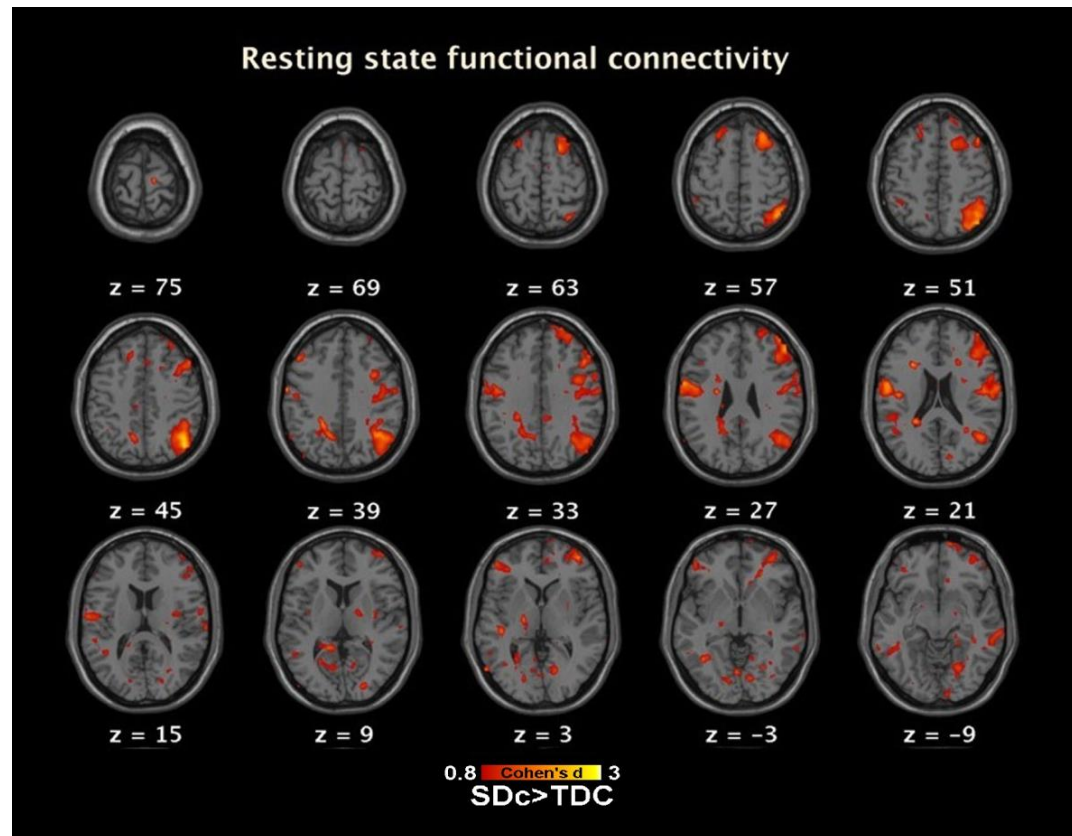 Resting state functional connectivity
z = 75
z = 69
z = 63
z = 57
z = 51
z = 45
z = 39
z = 33
z = 27
z = 21
z = 15
z = 9
z = 3
z = −3
z = −9
0.8 Cohen's d 3
SDc>TDC